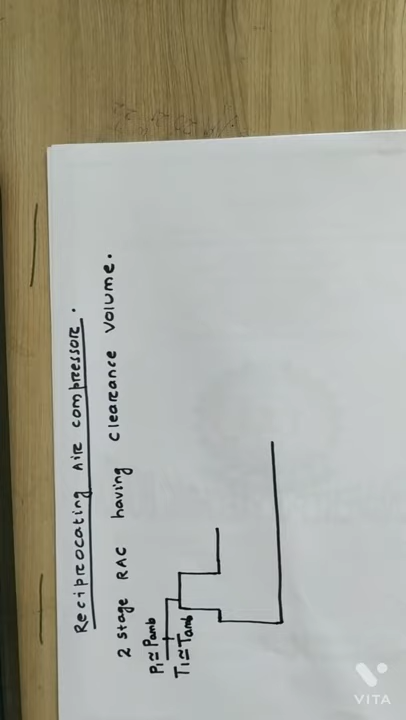 Reciprocating Air compressor.
2 stage RAC having clearance volume.
P1≃Pamb
T1≃Tamb
VITA